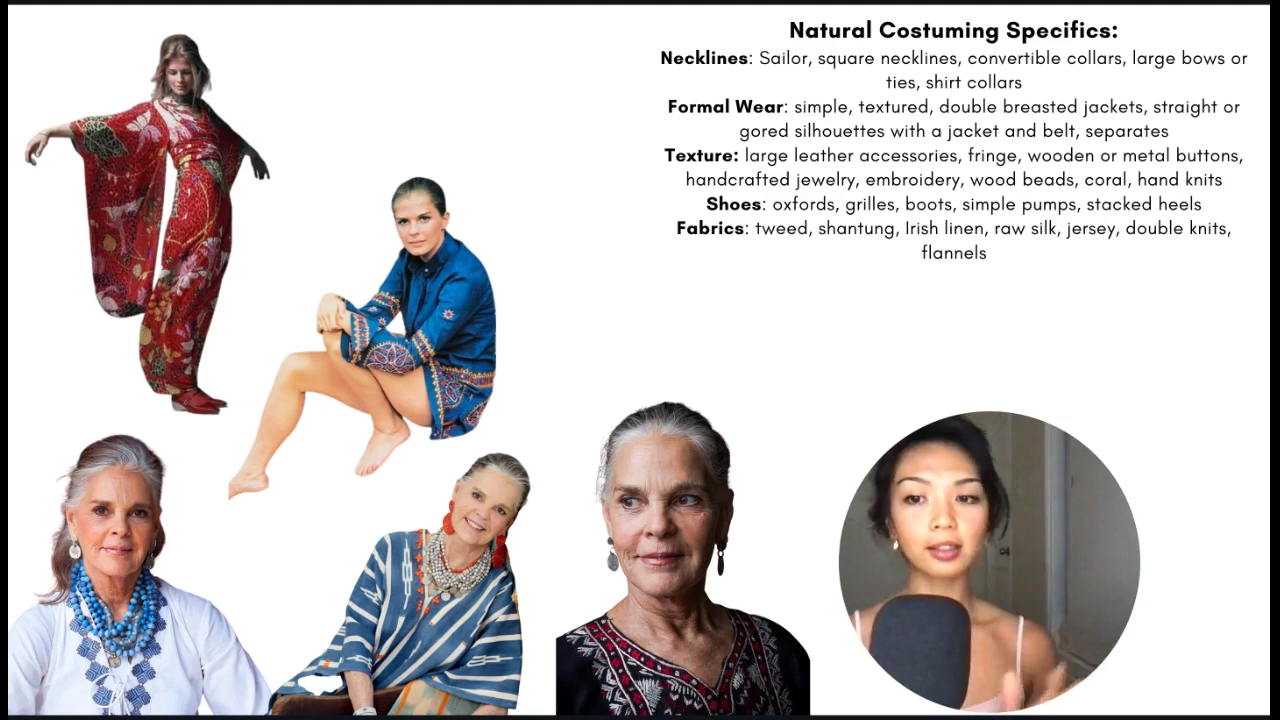 Natural Costuming Specifics:
Necklines: Sailor, square necklines, convertible collars, large bows or
ties, shirt collars
Formal Wear: simple, textured, double breasted jackets, straight or
gored silhouettes with a jacket and belt, separates
Texture: large leather accessories, fringe, wooden or metal buttons,
handcrafted jewelry, embroidery, wood beads, coral, hand knits
Shoes: oxfords, grilles, boots, simple pumps, stacked heels
Fabrics: tweed, shantung, Irish linen, raw silk, jersey, double knits,
flannels